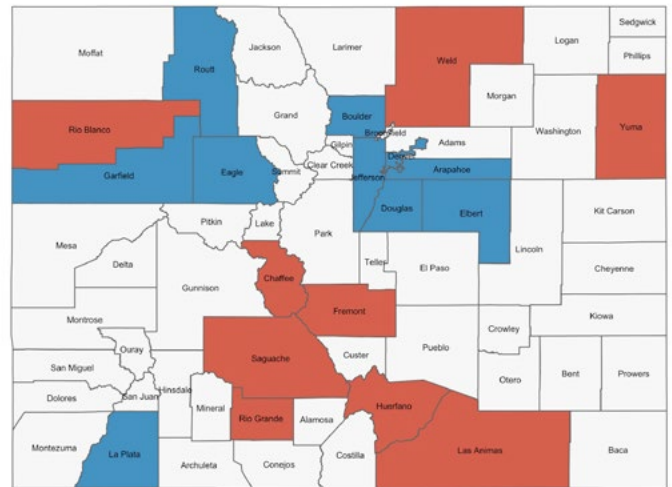 Moffat
Routt
Jackson
Larimer
Weld
Logan
Sedgwick
Phillips
Morgan
Rio Blanco
Grand
Boulder
Broomfield
Gilpin
Washington
Yuma
Adams
Denver
Clear Creek
Garfield
Eagle
Summit
Jefferson
Arapahoe
Douglas
Elbert
Pitkin
Lake
Park
Kit Carson
Lincoln
Mesa
Delta
Teller
El Paso
Cheyenne
Chaffee
Gunnison
Fremont
Montrose
Crowley
Kiowa
Ouray
Saguache
Custer
Pueblo
San Miguel
Otero
Bent
Prowers
Dolores
San Juan
Hinsdale
Mineral
Rio Grande
Alamosa
Huerfano
Montezuma
La Plata
Archuleta
Conejos
Costilla
Las Animas
Baca